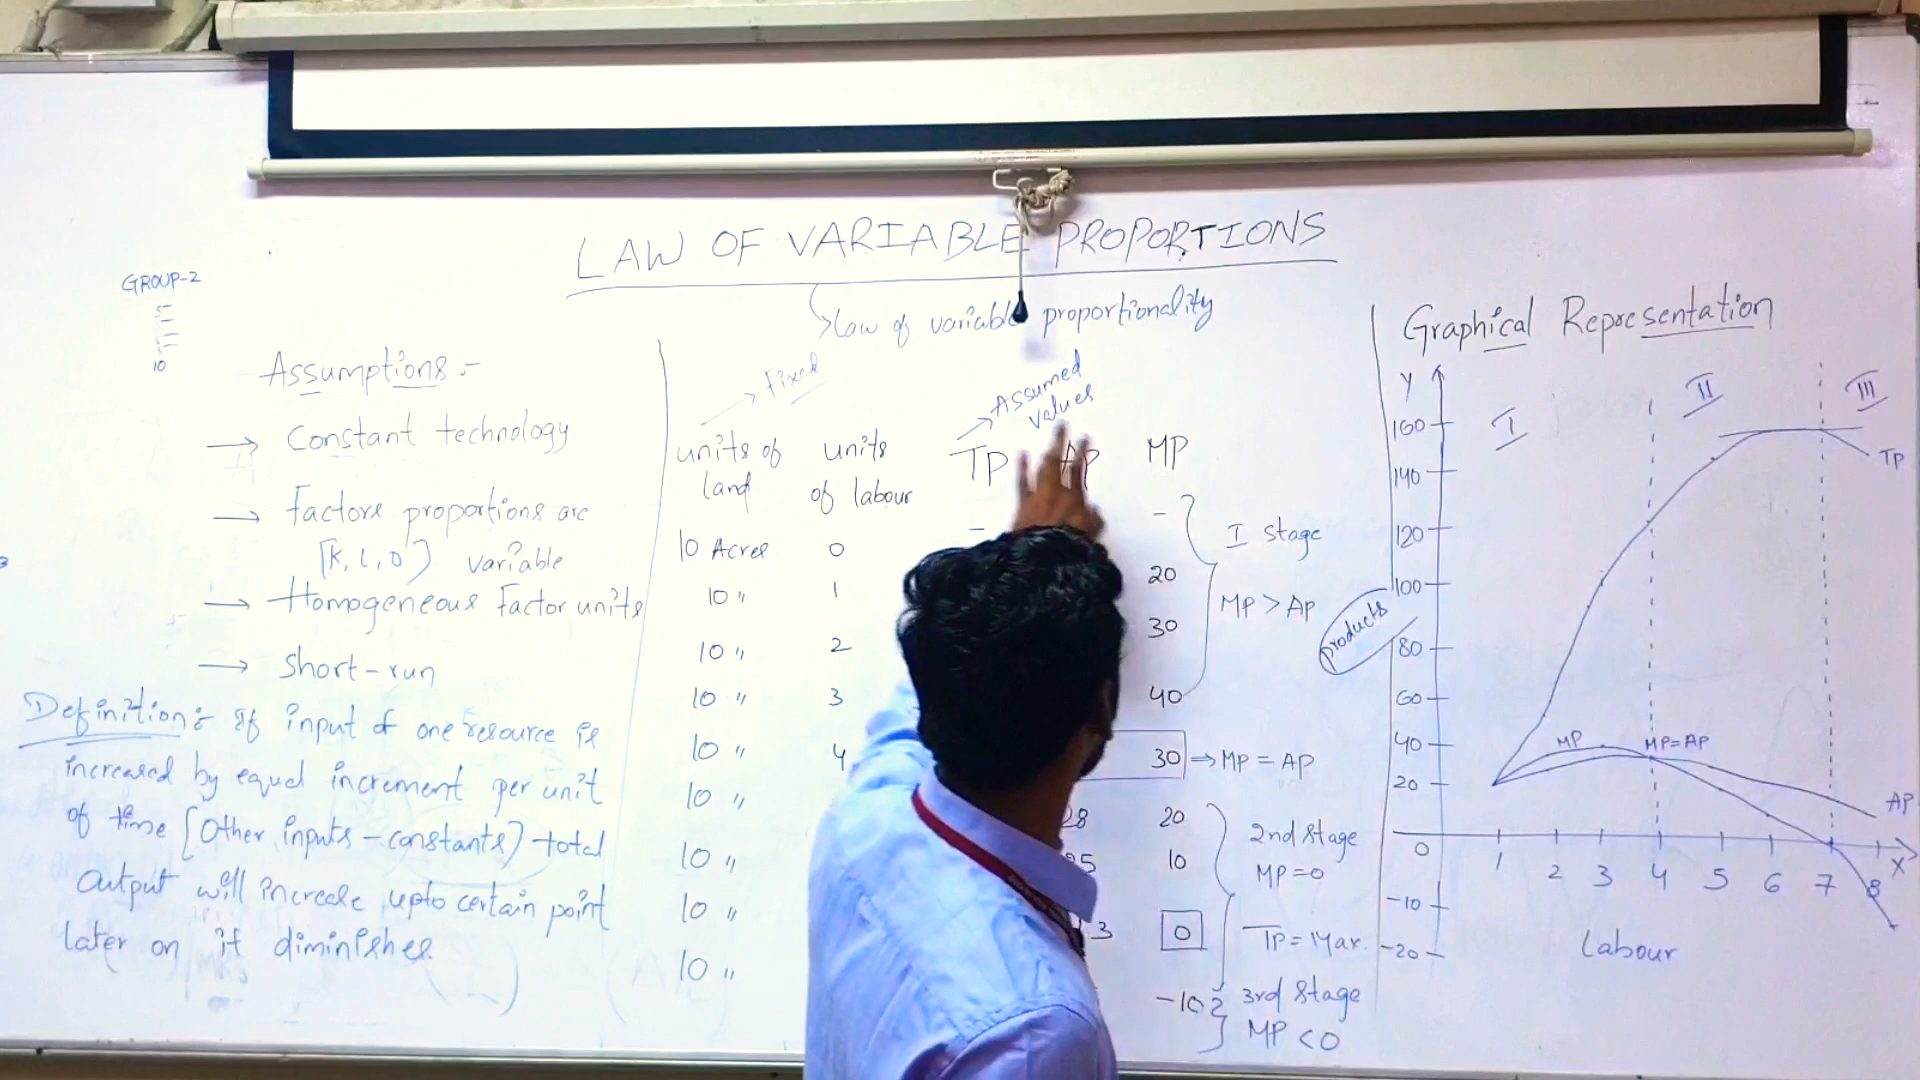 LAW OF VARIABLE PROPORTIONS
law of variable proportionality
GROUP-2
10
Assumptions :-
→ Constant technology
→ Factors proportions are
[K, L, O] variable
→ Homogeneous Factor units
→ Short-run
Definition : If input of one resource is
increased by equal increment per unit
of time [Other inputs - constants] total
output will increase upto certain point
later on it diminishes.
→ Fixed
→ Assumed
values
units of land units of labour TP AP MP
10 Acres 0 - -
10 " 1 20
10 " 2 30
10 " 3 40
10 " 4 30 → MP = AP
10 " 28 20
10 " 25 10
10 " 3 0
10 " -10
I stage
MP > AP
2nd stage
MP=0
TP = Max.
3rd stage
MP < 0
Graphical Representation
Y
I II III
160
140
120
100
80
60
40
20
0
-10
-20
products
TP
MP
MP=AP
AP
1 2 3 4 5 6 7 8 X
Labour